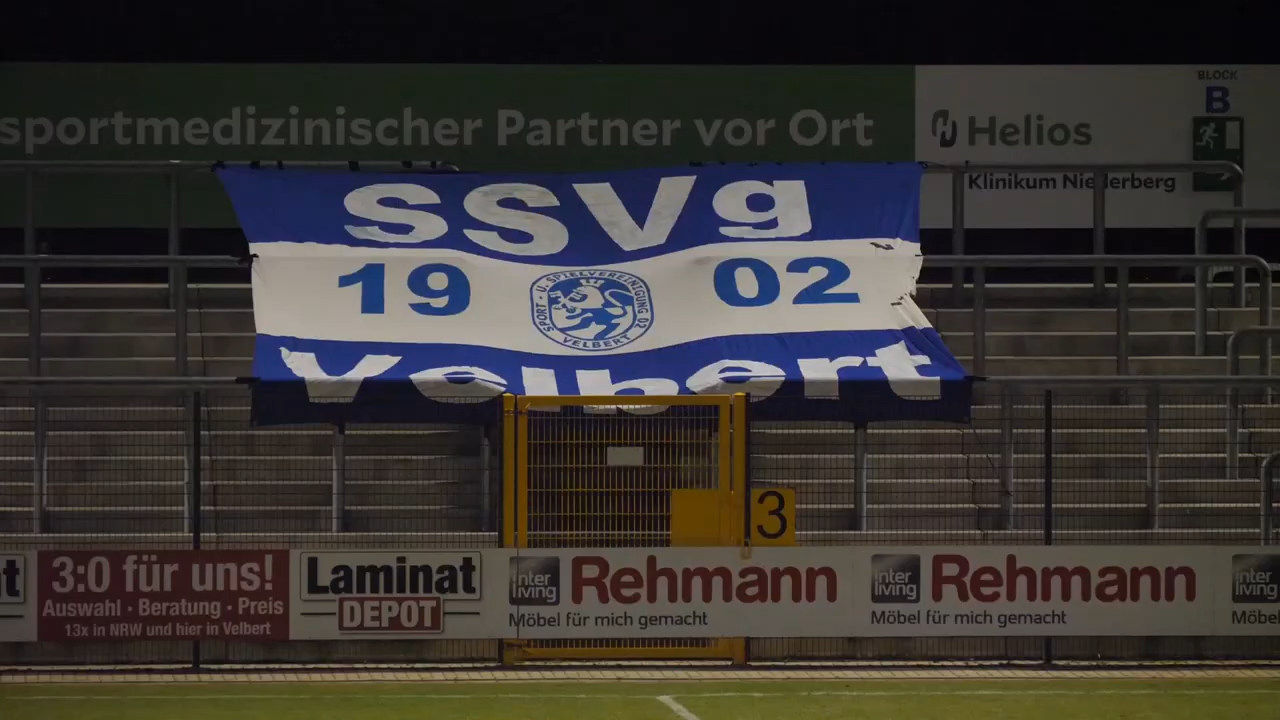 BLOCK
B
sportmedizinischer Partner vor Ort
Helios
Klinikum Niederberg
SSVg
19 02
SPORT - U. SPIELVEREINIGUNG 02
VELBERT
Velbert
3
3:0 für uns!
Auswahl · Beratung · Preis
13x in NRW und hier in Velbert
Laminat
DEPOT
inter living
Rehmann
Möbel für mich gemacht
inter living
Rehmann
Möbel für mich gemacht
inter living